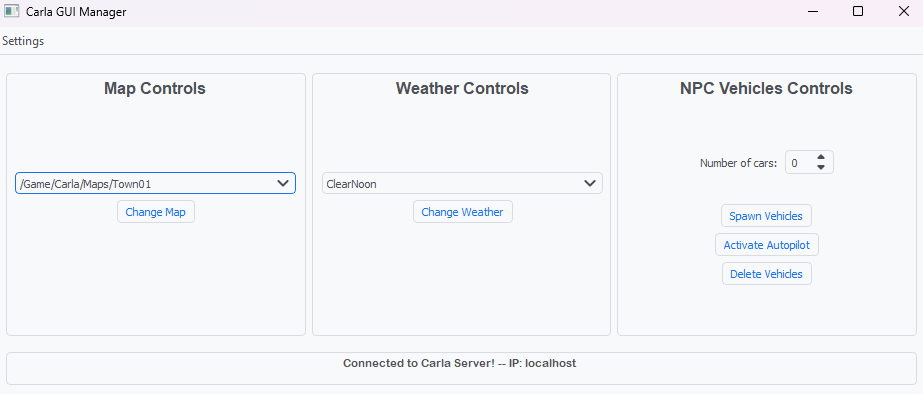 Carla GUI Manager
Settings
Map Controls
/Game/Carla/Maps/Town01
Change Map
Weather Controls
ClearNoon
Change Weather
NPC Vehicles Controls
Number of cars: 0
Spawn Vehicles
Activate Autopilot
Delete Vehicles
Connected to Carla Server! -- IP: localhost